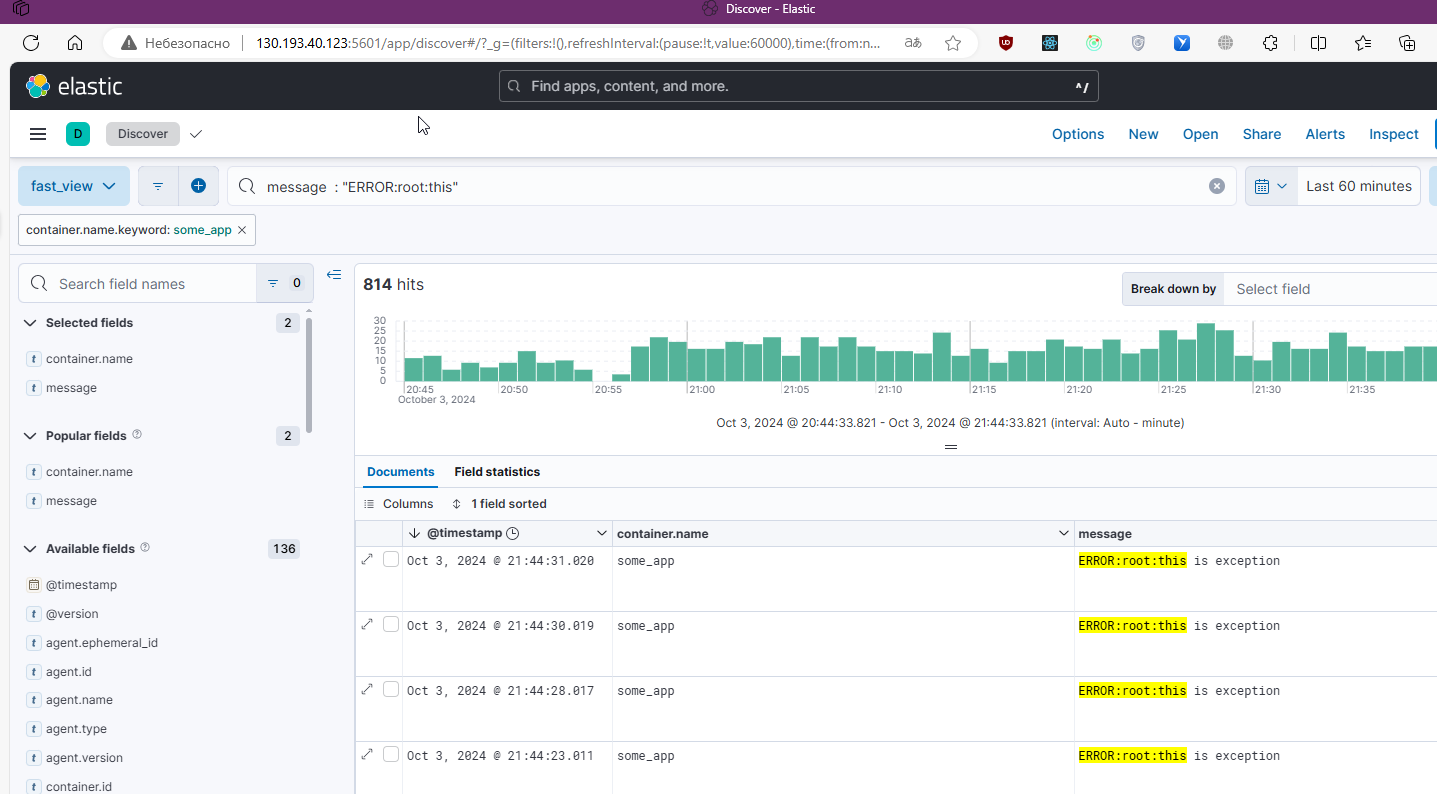 Discover - Elastic
Небезопасно 130.193.40.123:5601/app/discover#/?_g=(filters:!(),refreshInterval:(pause:!t,value:60000),time:(from:n...
elastic
Find apps, content, and more. ^/
D Discover Options New Open Share Alerts Inspect
fast_view message : "ERROR:root:this" Last 60 minutes
container.name.keyword: some_app ×
Search field names 0
Selected fields 2
t container.name
t message
Popular fields 2
t container.name
t message
Available fields 136
@timestamp
t @version
t agent.ephemeral_id
t agent.id
t agent.name
t agent.type
t agent.version
t container.id
814 hits
Break down by Select field
30
25
20
15
10
5
0
20:45 20:50 20:55 21:00 21:05 21:10 21:15 21:20 21:25 21:30 21:35
October 3, 2024
Oct 3, 2024 @ 20:44:33.821 - Oct 3, 2024 @ 21:44:33.821 (interval: Auto - minute)
Documents Field statistics
Columns 1 field sorted
@timestamp container.name message
Oct 3, 2024 @ 21:44:31.020 some_app ERROR:root:this is exception
Oct 3, 2024 @ 21:44:30.019 some_app ERROR:root:this is exception
Oct 3, 2024 @ 21:44:28.017 some_app ERROR:root:this is exception
Oct 3, 2024 @ 21:44:23.011 some_app ERROR:root:this is exception